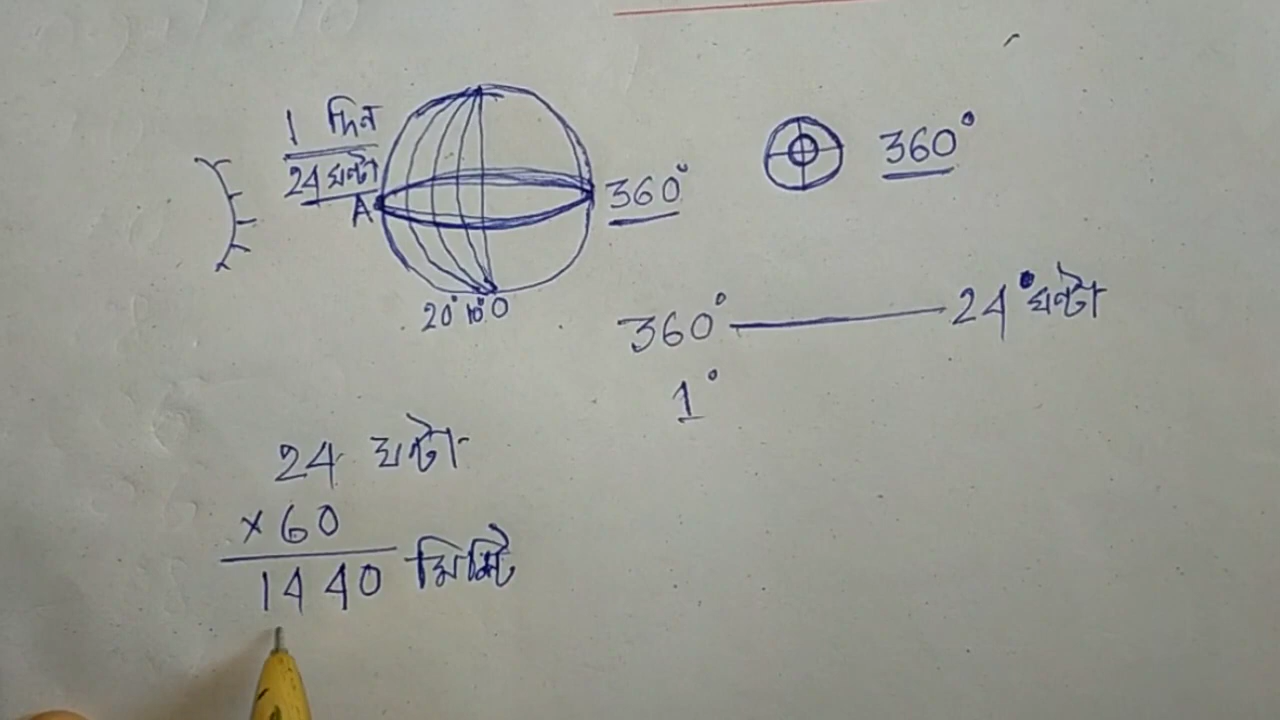 1 দিন
24 ঘন্টা
A
360°
360°
20° 10° 0
360° — 24 ঘন্টা
1°
24 ঘন্টা
× 60
1440 মিনিট